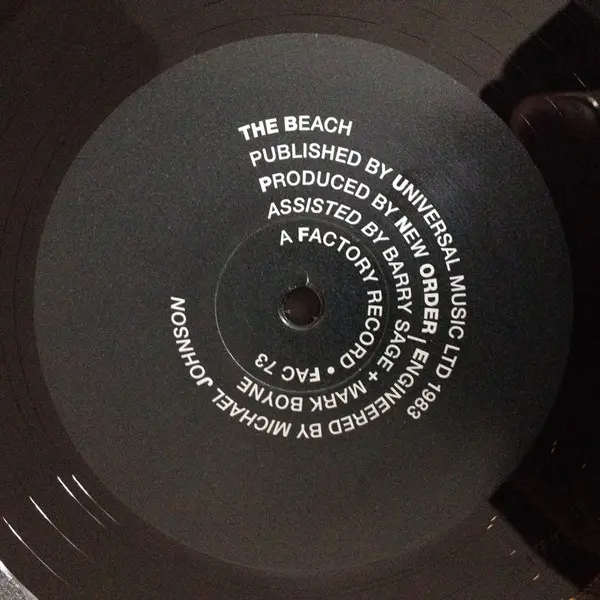 THE BEACH
PUBLISHED BY UNIVERSAL MUSIC LTD 1983
PRODUCED BY NEW ORDER | ENGINEERED BY MICHAEL JOHNSON
ASSISTED BY BARRY SAGE + MARK BOYNE
A FACTORY RECORD • FAC 73